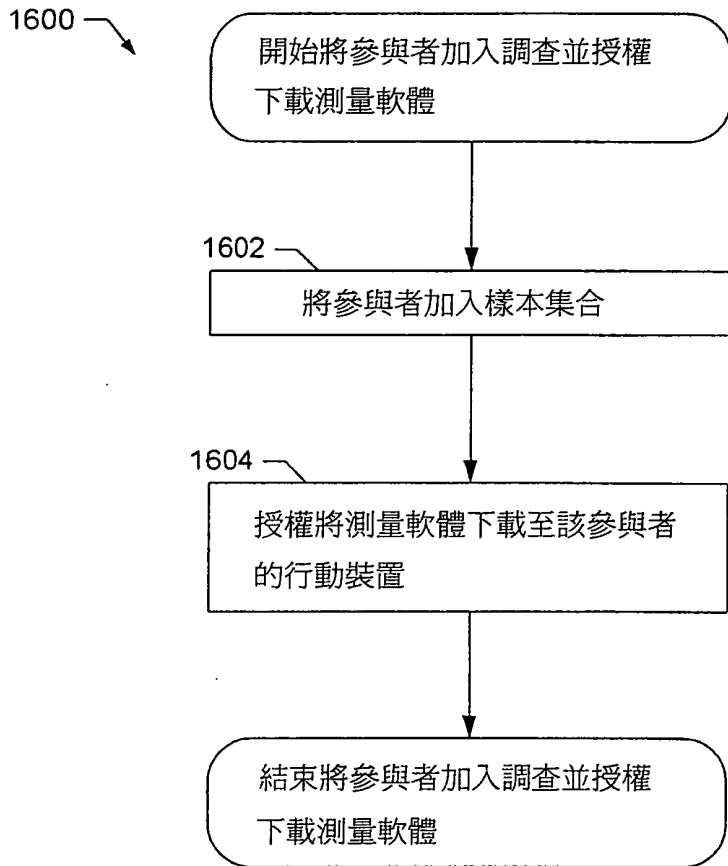 1600
開始將參與者加入調查並授權
下載測量軟體
1602
將參與者加入樣本集合
1604
授權將測量軟體下載至該參與者
的行動裝置
結束將參與者加入調查並授權
下載測量軟體